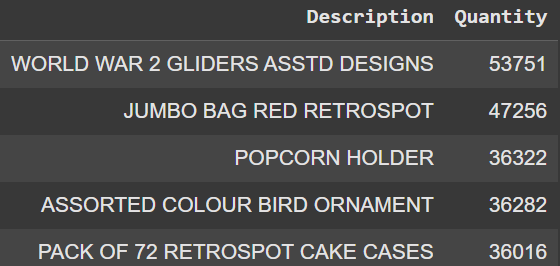 Description Quantity
WORLD WAR 2 GLIDERS ASSTD DESIGNS 53751
JUMBO BAG RED RETROSPOT 47256
POPCORN HOLDER 36322
ASSORTED COLOUR BIRD ORNAMENT 36282
PACK OF 72 RETROSPOT CAKE CASES 36016